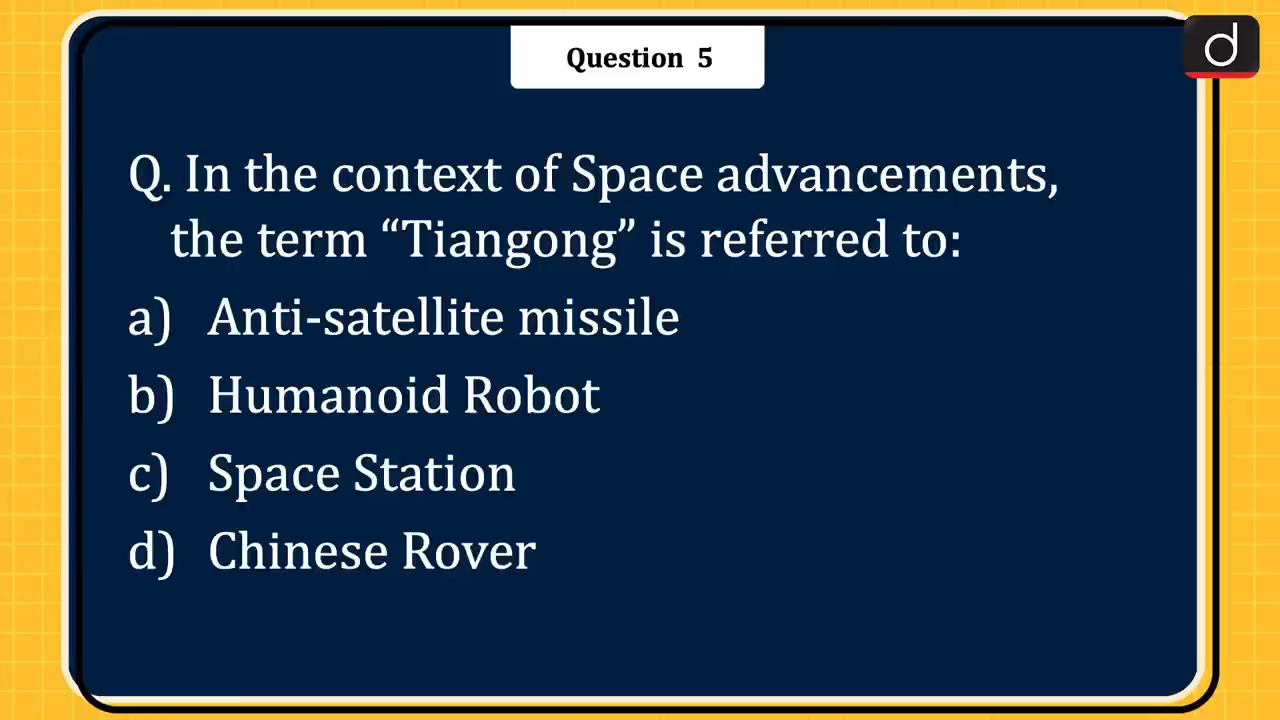 Question 5
d
Q. In the context of Space advancements,
the term “Tiangong” is referred to:
a) Anti-satellite missile
b) Humanoid Robot
c) Space Station
d) Chinese Rover